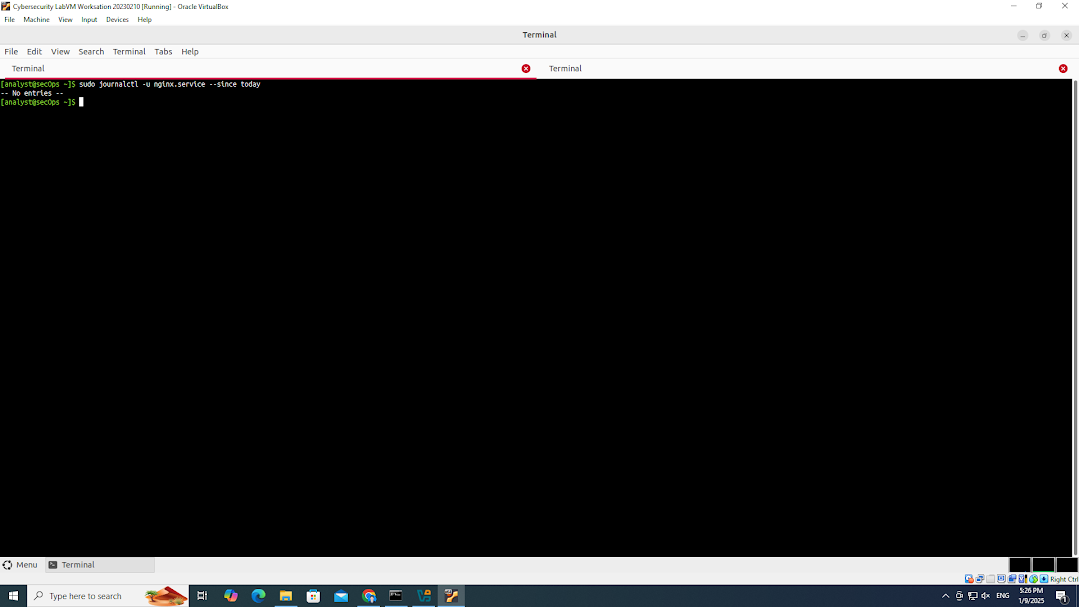 Cybersecurity LabVM Worksation 20230210 [Running] - Oracle VirtualBox
File Machine View Input Devices Help
Terminal
File Edit View Search Terminal Tabs Help
Terminal Terminal
[analyst@secOps ~]$ sudo journalctl -u nginx.service --since today
-- No entries --
[analyst@secOps ~]$
Menu Terminal
Right Ctrl
Type here to search
ENG
5:26 PM
1/9/2025
1